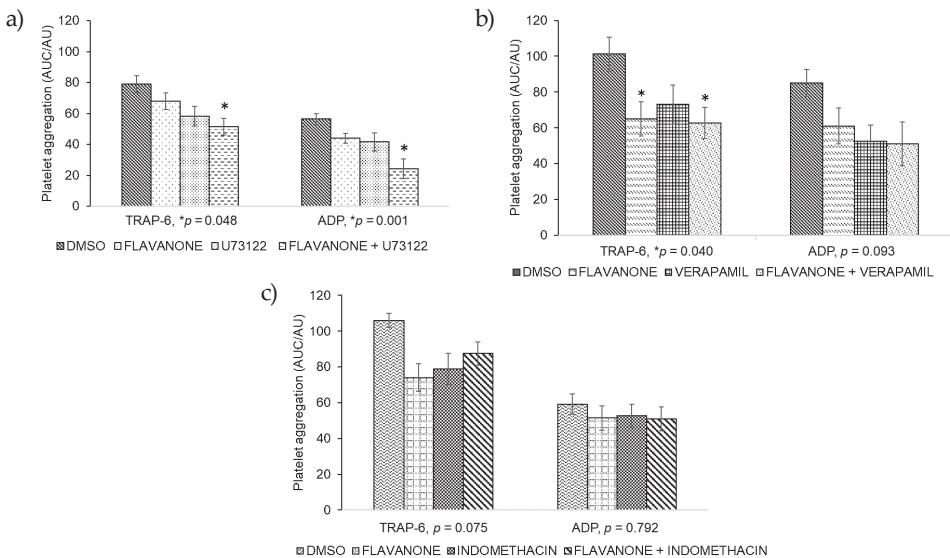 a)
Platelet aggregation (AUC/AU)
120
100
80
60
40
20
0
*
*
TRAP-6, *p = 0.048
ADP, *p = 0.001
DMSO FLAVANONE U73122 FLAVANONE + U73122
b)
Platelet aggregation (AUC/AU)
120
100
80
60
40
20
0
*
*
TRAP-6, *p = 0.040
ADP, p = 0.093
DMSO FLAVANONE VERAPAMIL FLAVANONE + VERAPAMIL
c)
Platelet aggregation (AUC/AU)
120
100
80
60
40
20
0
TRAP-6, p = 0.075
ADP, p = 0.792
DMSO FLAVANONE INDOMETHACIN FLAVANONE + INDOMETHACIN